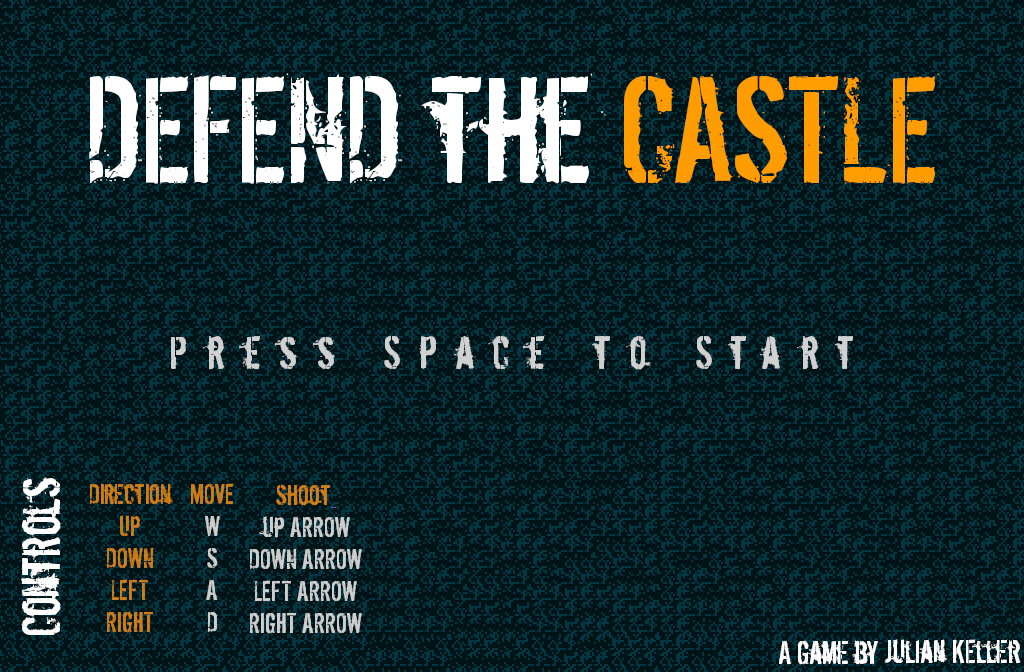 DEFEND THE CASTLE
PRESS SPACE TO START
CONTROLS
DIRECTION MOVE SHOOT
UP W UP ARROW
DOWN S DOWN ARROW
LEFT A LEFT ARROW
RIGHT D RIGHT ARROW
A GAME BY JULIAN KELLER